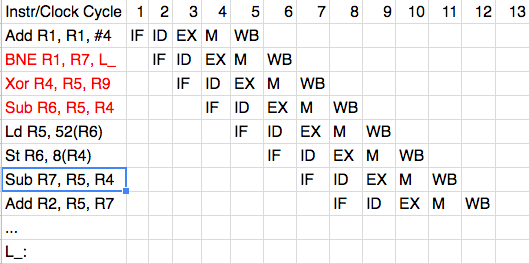 Instr/Clock Cycle 1 2 3 4 5 6 7 8 9 10 11 12 13
Add R1, R1, #4 IF ID EX M WB
BNE R1, R7, L_ IF ID EX M WB
Xor R4, R5, R9 IF ID EX M WB
Sub R6, R5, R4 IF ID EX M WB
Ld R5, 52(R6) IF ID EX M WB
St R6, 8(R4) IF ID EX M WB
Sub R7, R5, R4 IF ID EX M WB
Add R2, R5, R7 IF ID EX M WB
...
L_: